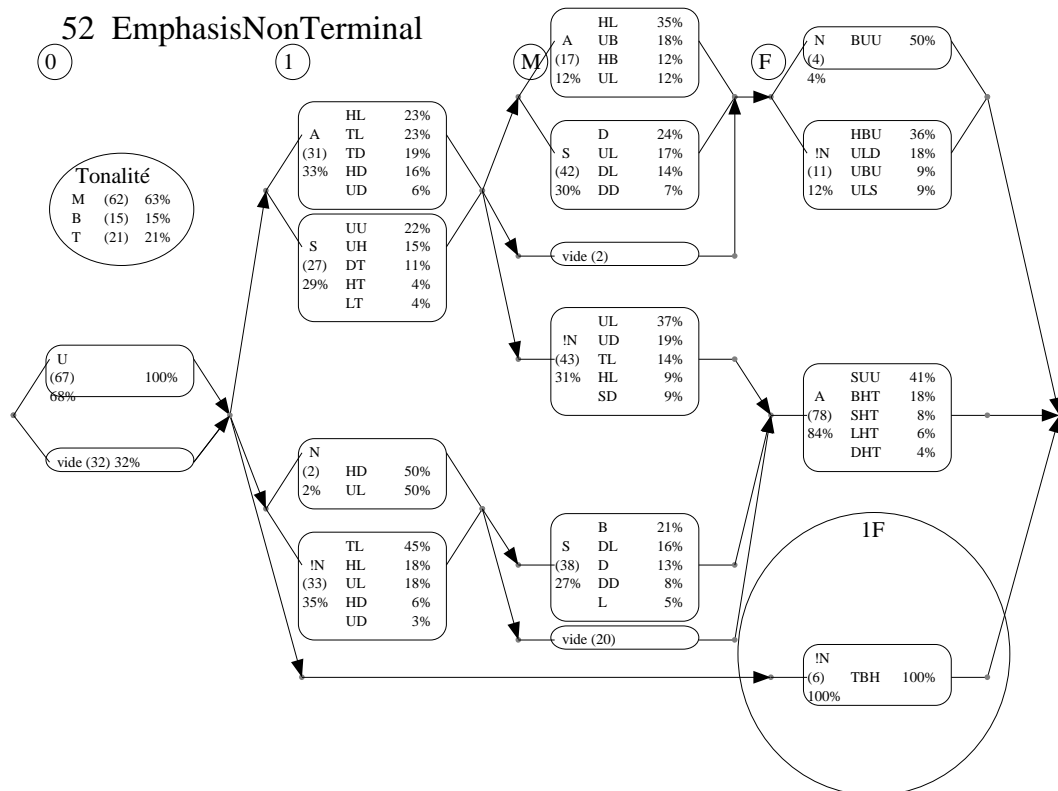 52 EmphasisNonTerminal
0
1
M
F
Tonalité
M (62) 63%
B (15) 15%
T (21) 21%
U
(67) 100%
68%
vide (32) 32%
HL 23%
A TL 23%
(31) TD 19%
33% HD 16%
UD 6%
UU 22%
S UH 15%
(27) DT 11%
29% HT 4%
LT 4%
N
(2) HD 50%
2% UL 50%
TL 45%
!N HL 18%
(33) UL 18%
35% HD 6%
UD 3%
HL 35%
A UB 18%
(17) HB 12%
12% UL 12%
D 24%
S UL 17%
(42) DL 14%
30% DD 7%
vide (2)
UL 37%
!N UD 19%
(43) TL 14%
31% HL 9%
SD 9%
B 21%
S DL 16%
(38) D 13%
27% DD 8%
L 5%
vide (20)
N BUU 50%
(4)
4%
HBU 36%
!N ULD 18%
(11) UBU 9%
12% ULS 9%
SUU 41%
A BHT 18%
(78) SHT 8%
84% LHT 6%
DHT 4%
1F
!N
(6) TBH 100%
100%